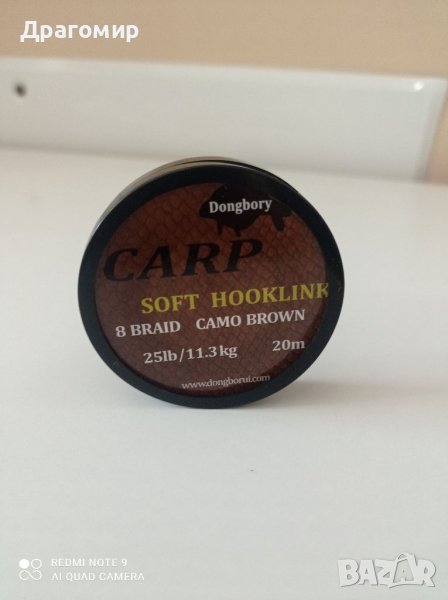 Драгомир
Dongbory
CARP
SOFT HOOKLINK
8 BRAID CAMO BROWN
25lb/11.3kg 20m
www.dongborui.com
REDMI NOTE 9
AI QUAD CAMERA
BAZAR